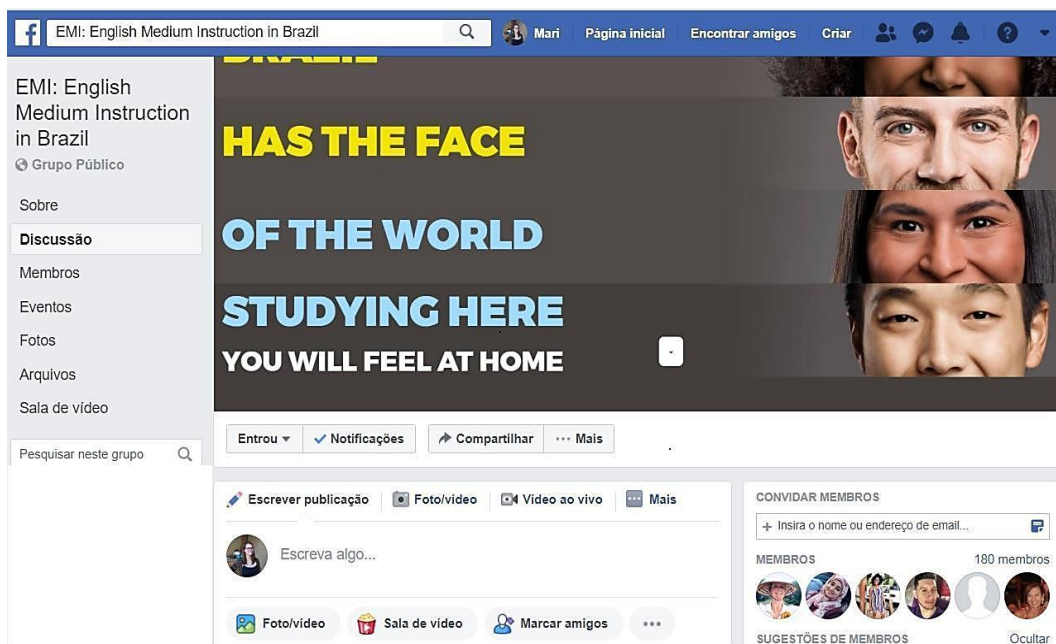 EMI: English Medium Instruction in Brazil
Mari
Página inicial
Encontrar amigos
Criar
EMI: English
Medium Instruction
in Brazil
Grupo Público
Sobre
Discussão
Membros
Eventos
Fotos
Arquivos
Sala de vídeo
Pesquisar neste grupo
BRAZIL
HAS THE FACE
OF THE WORLD
STUDYING HERE
YOU WILL FEEL AT HOME
Entrou
Notificações
Compartilhar
Mais
Escrever publicação
Foto/vídeo
Vídeo ao vivo
Mais
Escreva algo...
Foto/vídeo
Sala de vídeo
Marcar amigos
CONVIDAR MEMBROS
Insira o nome ou endereço de email...
MEMBROS
180 membros
SUGESTÕES DE MEMBROS
Ocultar